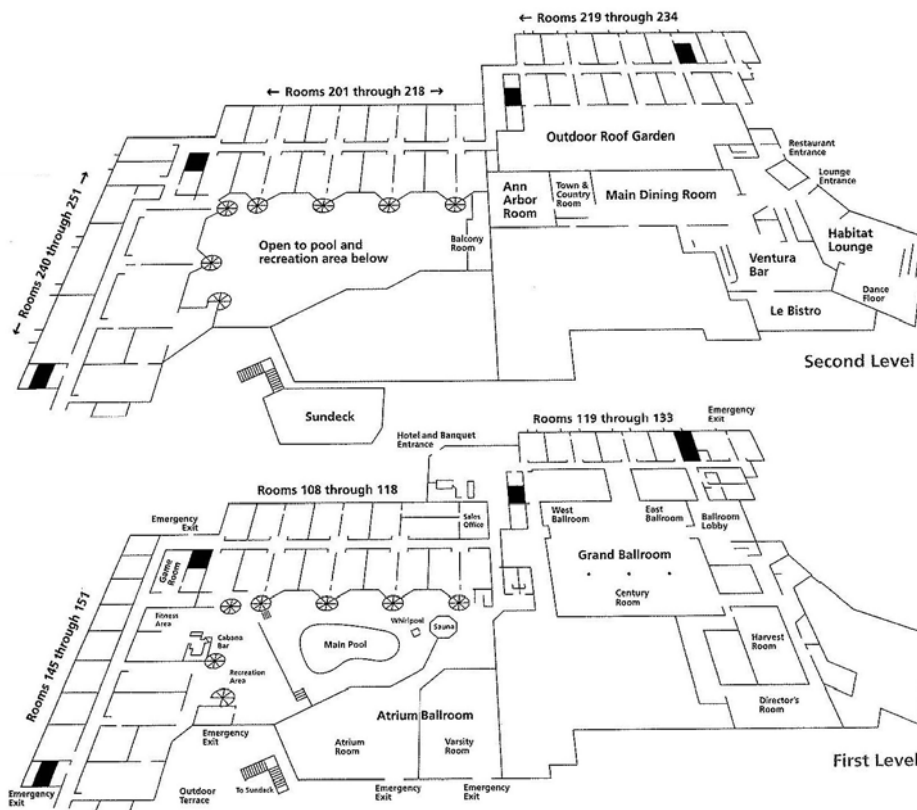 ← Rooms 219 through 234
← Rooms 201 through 218 →
Outdoor Roof Garden
Restaurant
Entrance
Lounge
Entrance
Ann
Arbor
Room
Town &
Country
Room
Main Dining Room
← Rooms 240 through 251 →
Open to pool and
recreation area below
Balcony
Room
Habitat
Lounge
Ventura
Bar
Dance
Floor
Le Bistro
Second Level
Sundeck
Rooms 119 through 133
Emergency
Exit
Hotel and Banquet
Entrance
Rooms 108 through 118
Sales
Office
West
Ballroom
East
Ballroom
Ballroom
Lobby
Emergency
Exit
Game
Room
Grand Ballroom
Century
Room
Rooms 145 through 151
Fitness
Area
Cabana
Bar
Whirlpool
Sauna
Main Pool
Harvest
Room
Recreation
Area
Director's
Room
Atrium Ballroom
Emergency
Exit
Atrium
Room
Varsity
Room
First Level
Emergency
Exit
Outdoor
Terrace
To Sundeck
Emergency
Exit
Emergency
Exit